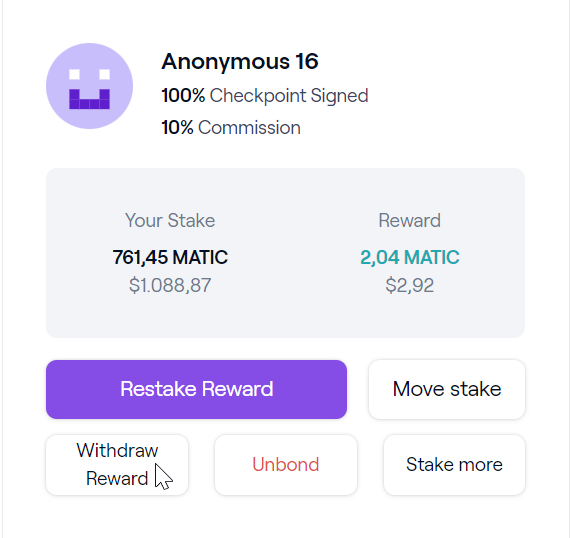 Anonymous 16
100% Checkpoint Signed
10% Commission
Your Stake
Reward
761,45 MATIC
2,04 MATIC
$1.088,87
$2,92
Restake Reward
Move stake
Withdraw
Reward
Unbond
Stake more